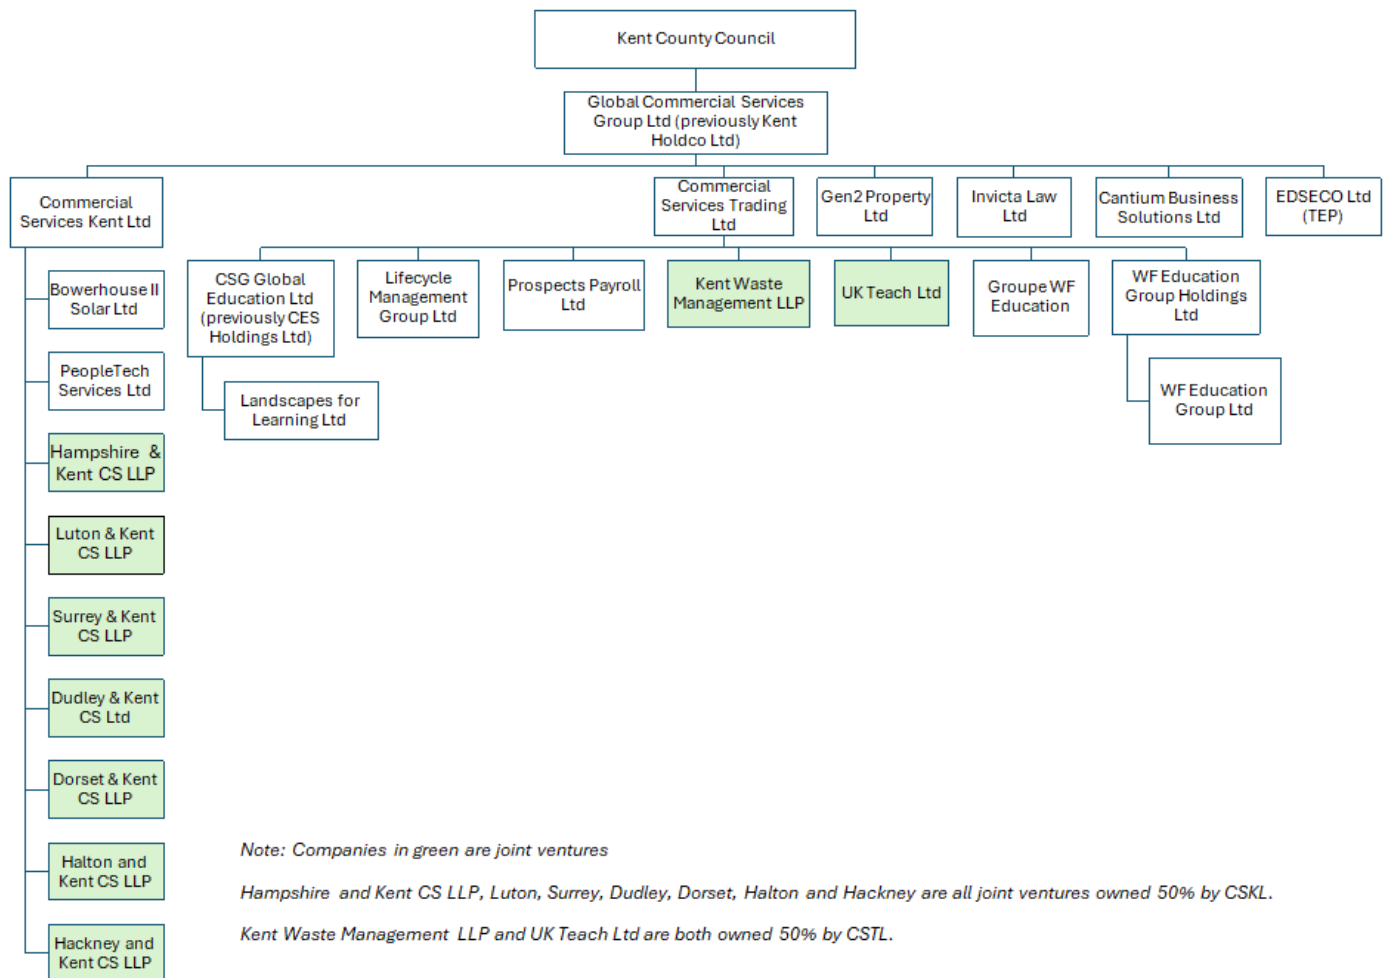 Kent County Council
Global Commercial Services
Group Ltd (previously Kent
Holdco Ltd)
Commercial
Services Kent Ltd
Commercial
Services Trading
Ltd
Gen2 Property
Ltd
Invicta Law
Ltd
Cantium Business
Solutions Ltd
EDSECO Ltd
(TEP)
Bowerhouse II
Solar Ltd
PeopleTech
Services Ltd
Hampshire & 
Kent CS LLP
Luton & Kent
CS LLP
Surrey & Kent
CS LLP
Dudley & Kent
CS Ltd
Dorset & Kent
CS LLP
Halton and
Kent CS LLP
Hackney and
Kent CS LLP
CSG Global
Education Ltd
(previously CES
Holdings Ltd)
Landscapes for
Learning Ltd
Lifecycle
Management
Group Ltd
Prospects Payroll
Ltd
Kent Waste
Management LLP
UK Teach Ltd
Groupe WF
Education
WF Education
Group Holdings
Ltd
WF Education
Group Ltd
Note: Companies in green are joint ventures
Hampshire and Kent CS LLP, Luton, Surrey, Dudley, Dorset, Halton and Hackney are all joint ventures owned 50% by CSKL.
Kent Waste Management LLP and UK Teach Ltd are both owned 50% by CSTL.